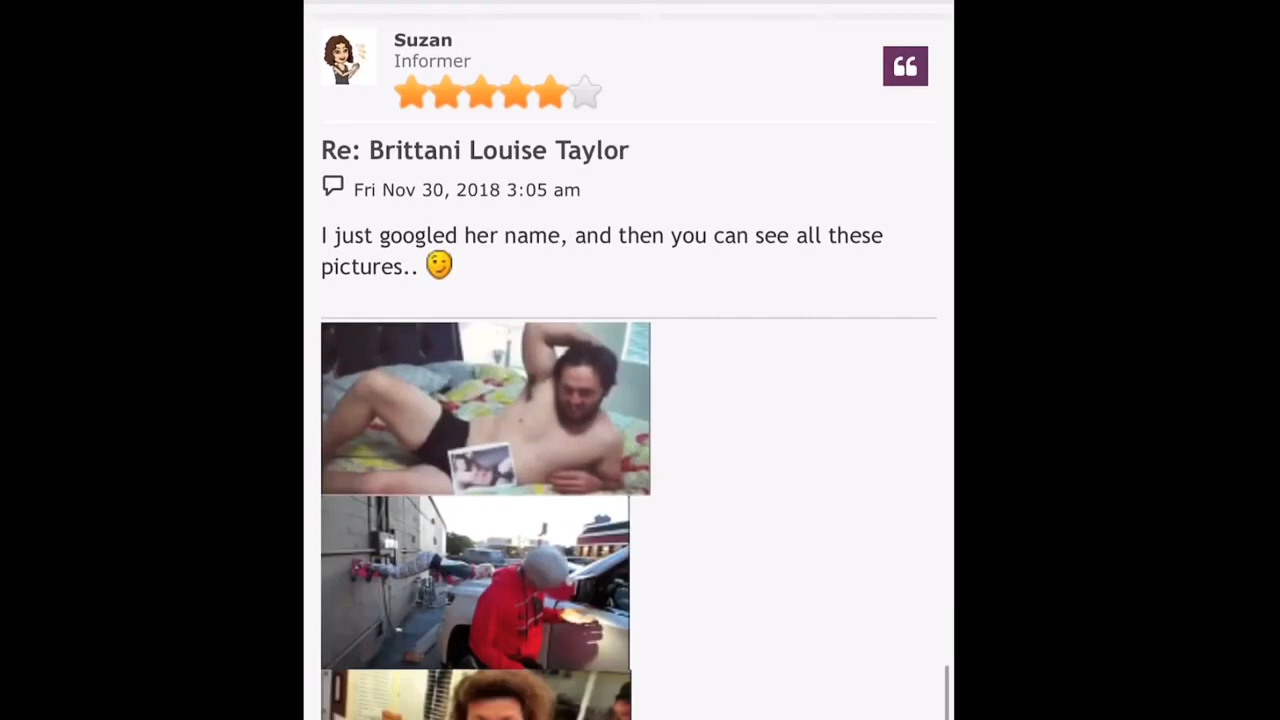 Suzan
Informer
Re: Brittani Louise Taylor
Fri Nov 30, 2018 3:05 am
I just googled her name, and then you can see all these
pictures..